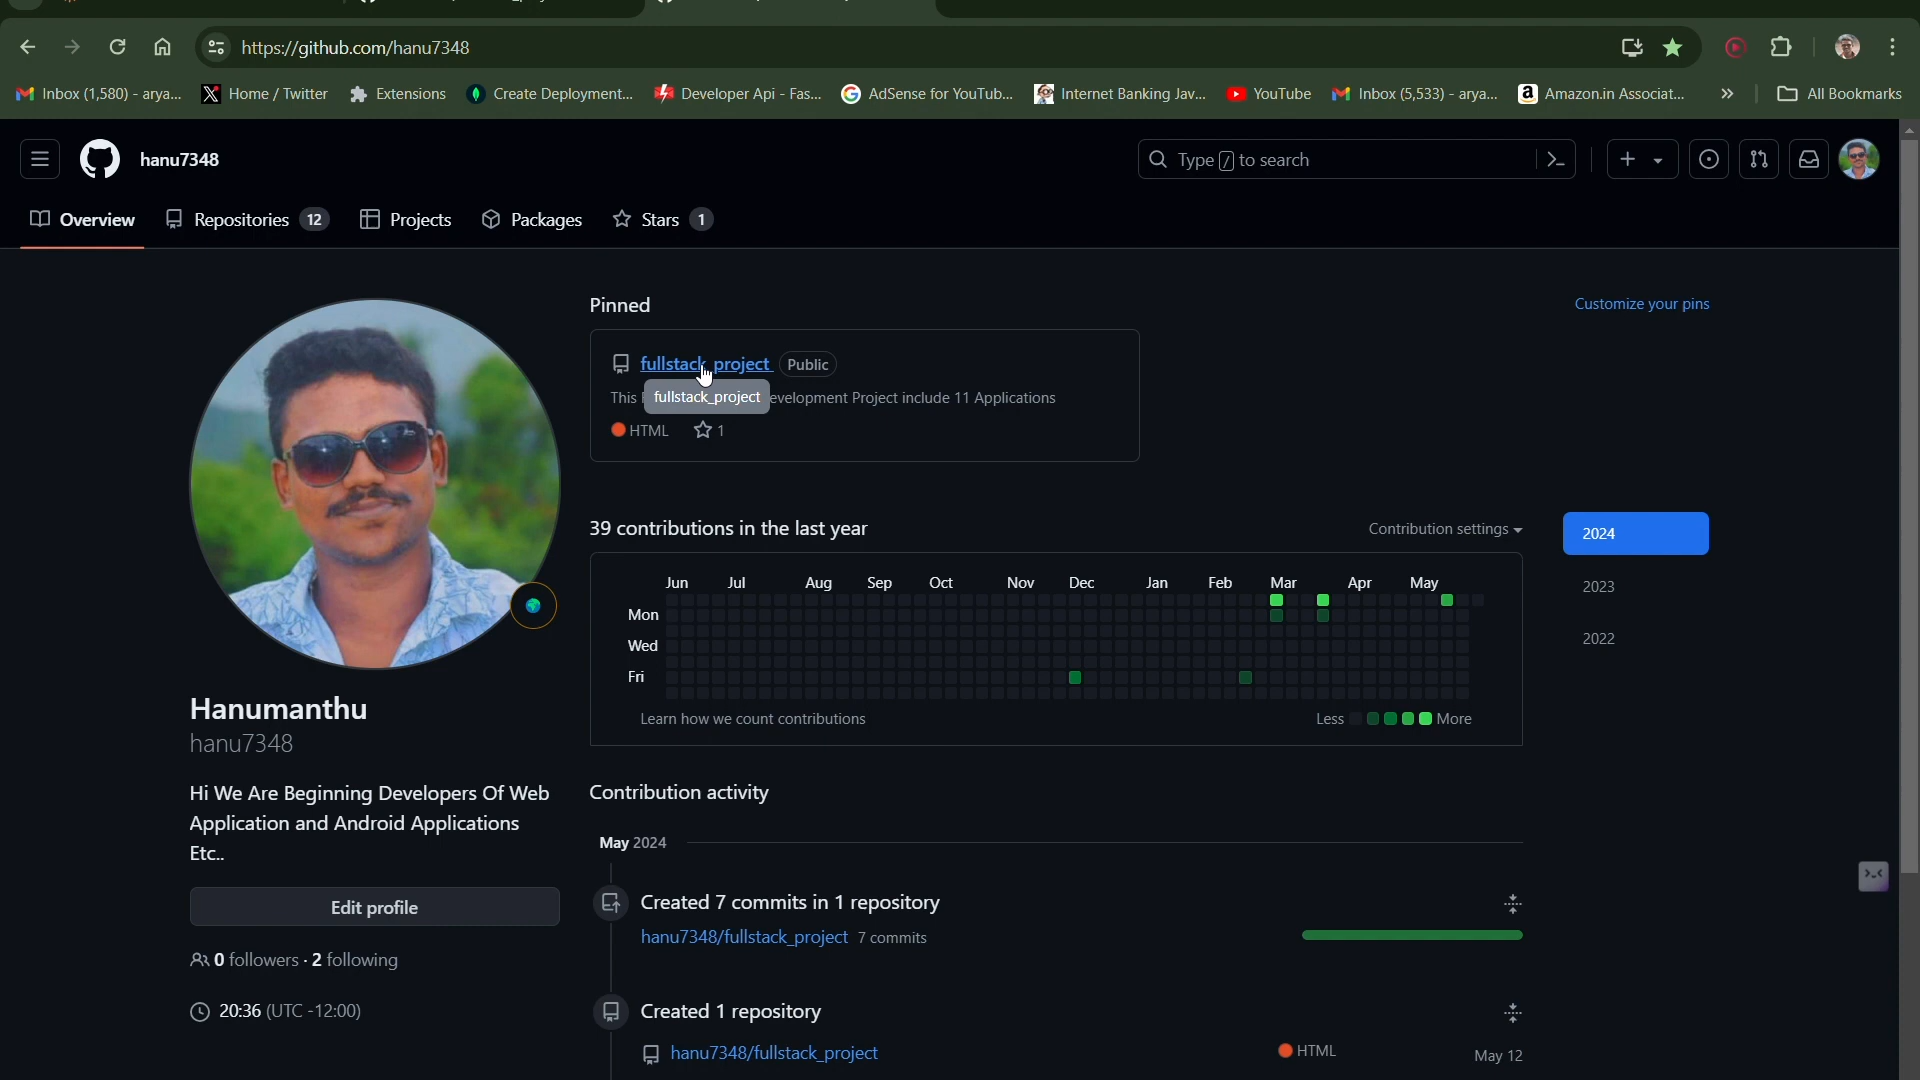 https://github.com/hanu7348
Inbox (1,580) - arya...
Home / Twitter
Extensions
Create Deployment...
Developer Api - Fas...
AdSense for YouTub...
Internet Banking Jav...
YouTube
Inbox (5,533) - arya...
Amazon.in Associat...
»
All Bookmarks
hanu7348
Type / to search
Overview
Repositories 12
Projects
Packages
Stars 1
Pinned
Customize your pins
fullstack_project Public
This
fullstack_project
evelopment Project include 11 Applications
HTML 1
39 contributions in the last year
Contribution settings
2024
2023
2022
Jun Jul Aug Sep Oct Nov Dec Jan Feb Mar Apr May
Mon
Wed
Fri
Learn how we count contributions
Less More
Hanumanthu
hanu7348
Hi We Are Beginning Developers Of Web
Application and Android Applications
Etc..
Edit profile
0 followers · 2 following
20:36 (UTC -12:00)
Contribution activity
May 2024
Created 7 commits in 1 repository
hanu7348/fullstack_project 7 commits
Created 1 repository
hanu7348/fullstack_project
HTML
May 12